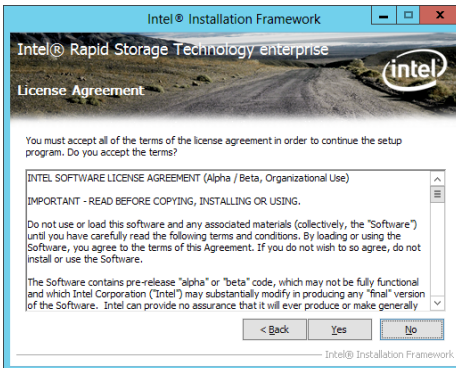 Intel® Installation Framework
Intel® Rapid Storage Technology enterprise
intel
License Agreement
You must accept all of the terms of the license agreement in order to continue the setup
program. Do you accept the terms?
INTEL SOFTWARE LICENSE AGREEMENT (Alpha / Beta, Organizational Use)
IMPORTANT - READ BEFORE COPYING, INSTALLING OR USING.
Do not use or load this software and any associated materials (collectively, the "Software")
until you have carefully read the following terms and conditions. By loading or using the
Software, you agree to the terms of this Agreement. If you do not wish to so agree, do not
install or use the Software.
The Software contains pre-release "alpha" or "beta" code, which may not be fully functional
and which Intel Corporation ("Intel") may substantially modify in producing any "final" version
of the Software. Intel can provide no assurance that it will ever produce or make generally
< Back Yes No
Intel® Installation Framework